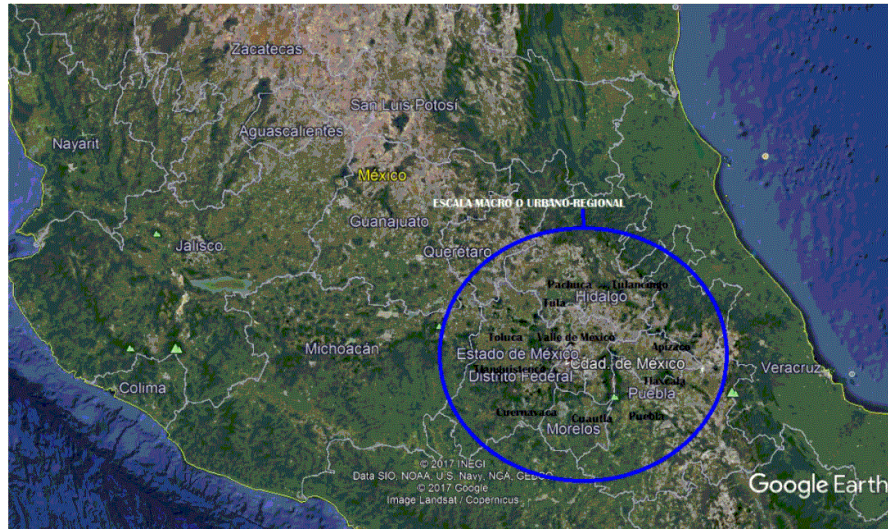 Zacatecas
San Luis Potosí
Aguascalientes
Nayarit
México
ESCALA MACRO O URBANO-REGIONAL
Guanajuato
Jalisco
Querétaro
Pachuca Tulancingo
Hidalgo
Tula
Toluca Valle de México
Apizaco
Michoacán
Estado de México
Cdad. de México
Veracruz
Tianguistenco
Distrito Federal
Tlaxcala
Colima
Puebla
Cuernavaca
Cuautla
Puebla
Morelos
© 2017 INEGI
Data SIO, NOAA, U.S. Navy, NGA, GEBCO
© 2017 Google
Image Landsat / Copernicus
Google Earth